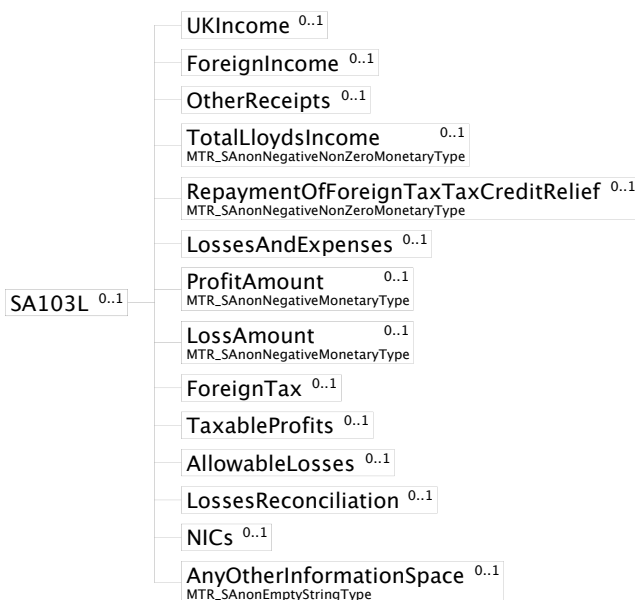 UKIncome 0..1
ForeignIncome 0..1
OtherReceipts 0..1
TotalLloydsIncome 0..1
MTR_SAnonNegativeNonZeroMonetaryType
RepaymentOfForeignTaxTaxCreditRelief 0..1
MTR_SAnonNegativeNonZeroMonetaryType
LossesAndExpenses 0..1
SA103L 0..1
ProfitAmount 0..1
MTR_SAnonNegativeMonetaryType
LossAmount 0..1
MTR_SAnonNegativeMonetaryType
ForeignTax 0..1
TaxableProfits 0..1
AllowableLosses 0..1
LossesReconciliation 0..1
NICs 0..1
AnyOtherInformationSpace 0..1
MTR_SAnonEmptyStringType